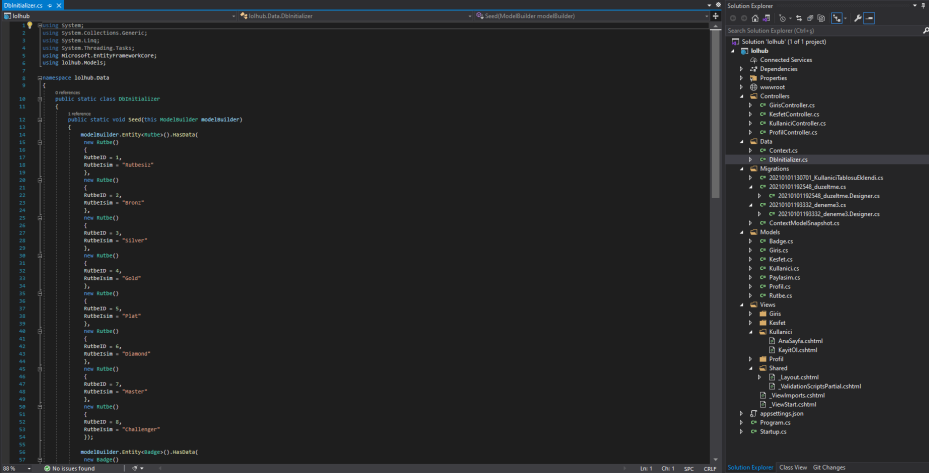 DbInitializer.cs
lolhub
lolhub.Data.DbInitializer
Seed(ModelBuilder modelBuilder)
1 using System;
2 using System.Collections.Generic;
3 using System.Linq;
4 using System.Threading.Tasks;
5 using Microsoft.EntityFrameworkCore;
6 using lolhub.Models;
7
8 namespace lolhub.Data
9 {
0 references
10 public static class DbInitializer
11 {
1 reference
12 public static void Seed(this ModelBuilder modelBuilder)
13 {
14 modelBuilder.Entity<Rutbe>().HasData(
15 new Rutbe()
16 {
17 RutbeID = 1,
18 RutbeIsim = "Rutbesiz"
19 },
20 new Rutbe()
21 {
22 RutbeID = 2,
23 RutbeIsim = "Bronz"
24 },
25 new Rutbe()
26 {
27 RutbeID = 3,
28 RutbeIsim = "Silver"
29 },
30 new Rutbe()
31 {
32 RutbeID = 4,
33 RutbeIsim = "Gold"
34 },
35 new Rutbe()
36 {
37 RutbeID = 5,
38 RutbeIsim = "Plat"
39 },
40 new Rutbe()
41 {
42 RutbeID = 6,
43 RutbeIsim = "Diamond"
44 },
45 new Rutbe()
46 {
47 RutbeID = 7,
48 RutbeIsim = "Master"
49 },
50 new Rutbe()
51 {
52 RutbeID = 8,
53 RutbeIsim = "Challenger"
54 });
55
56 modelBuilder.Entity<Badge>().HasData(
57 new Badge()
88 %
No issues found
Ln: 1 Ch: 1 SPC CRLF
Solution Explorer
Search Solution Explorer (Ctrl+ğ)
Solution 'lolhub' (1 of 1 project)
lolhub
Connected Services
Dependencies
Properties
wwwroot
Controllers
GirisController.cs
KesfetController.cs
KullaniciController.cs
ProfilController.cs
Data
Context.cs
DbInitializer.cs
Migrations
20210101130701_KullaniciTablosuEklendi.cs
20210101192548_duzeltme.cs
20210101192548_duzeltme.Designer.cs
20210101193332_deneme3.cs
20210101193332_deneme3.Designer.cs
ContextModelSnapshot.cs
Models
Badge.cs
Giris.cs
Kesfet.cs
Kullanici.cs
Paylasim.cs
Profil.cs
Rutbe.cs
Views
Giris
Kesfet
Kullanici
AnaSayfa.cshtml
KayitOl.cshtml
Profil
Shared
_Layout.cshtml
_ValidationScriptsPartial.cshtml
_ViewImports.cshtml
_ViewStart.cshtml
appsettings.json
Program.cs
Startup.cs
Solution Explorer Class View Git Changes